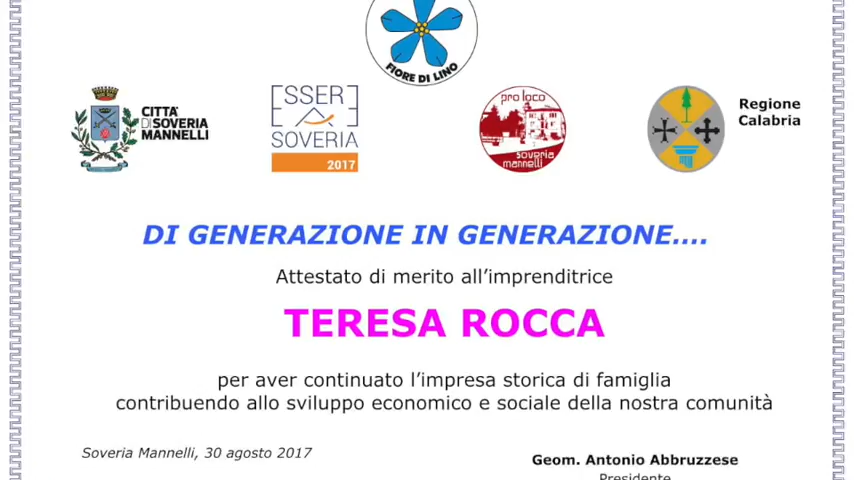 FIORE DI LINO
CITTÀ
DI SOVERIA
MANNELLI
ESSERE
A
SOVERIA
2017
pro loco
soveria
mannelli
Regione
Calabria
DI GENERAZIONE IN GENERAZIONE....
Attestato di merito all’imprenditrice
TERESA ROCCA
per aver continuato l’impresa storica di famiglia
contribuendo allo sviluppo economico e sociale della nostra comunità
Soveria Mannelli, 30 agosto 2017
Geom. Antonio Abbruzzese
Presidente